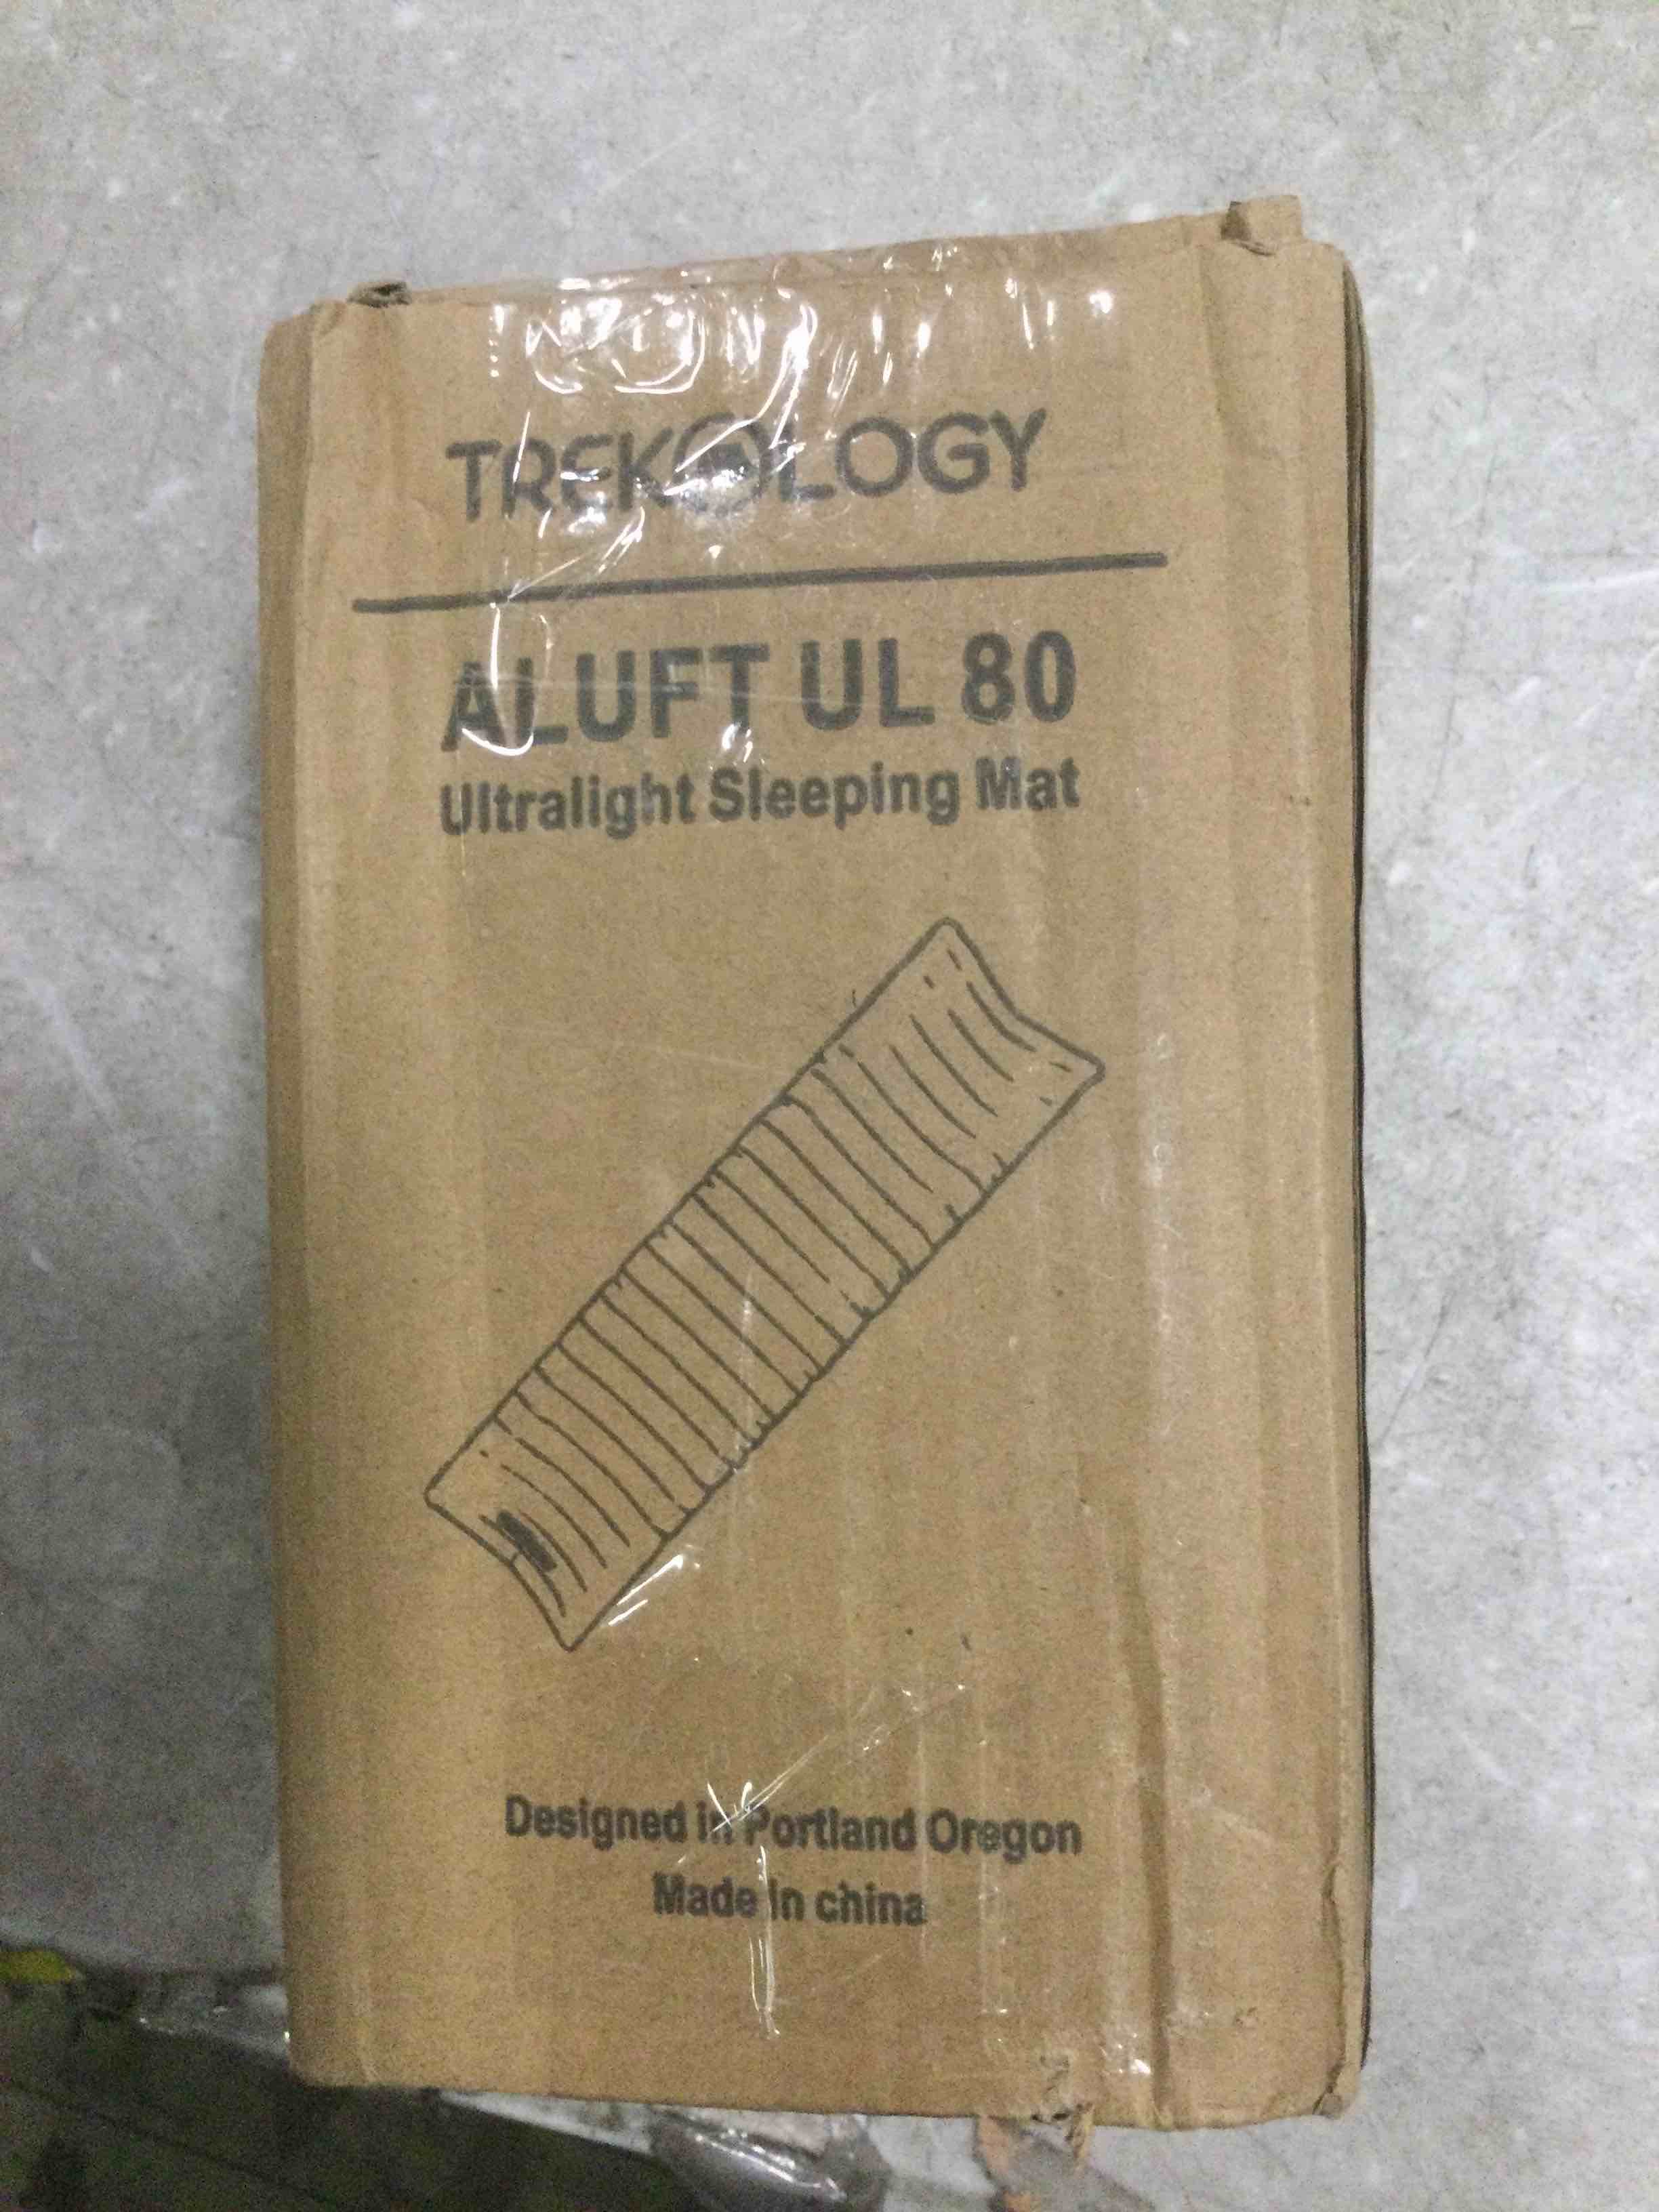 TREKOLOGY
ALUFT UL 80
Ultralight Sleeping Mat
Designed in Portland Oregon
Made in china